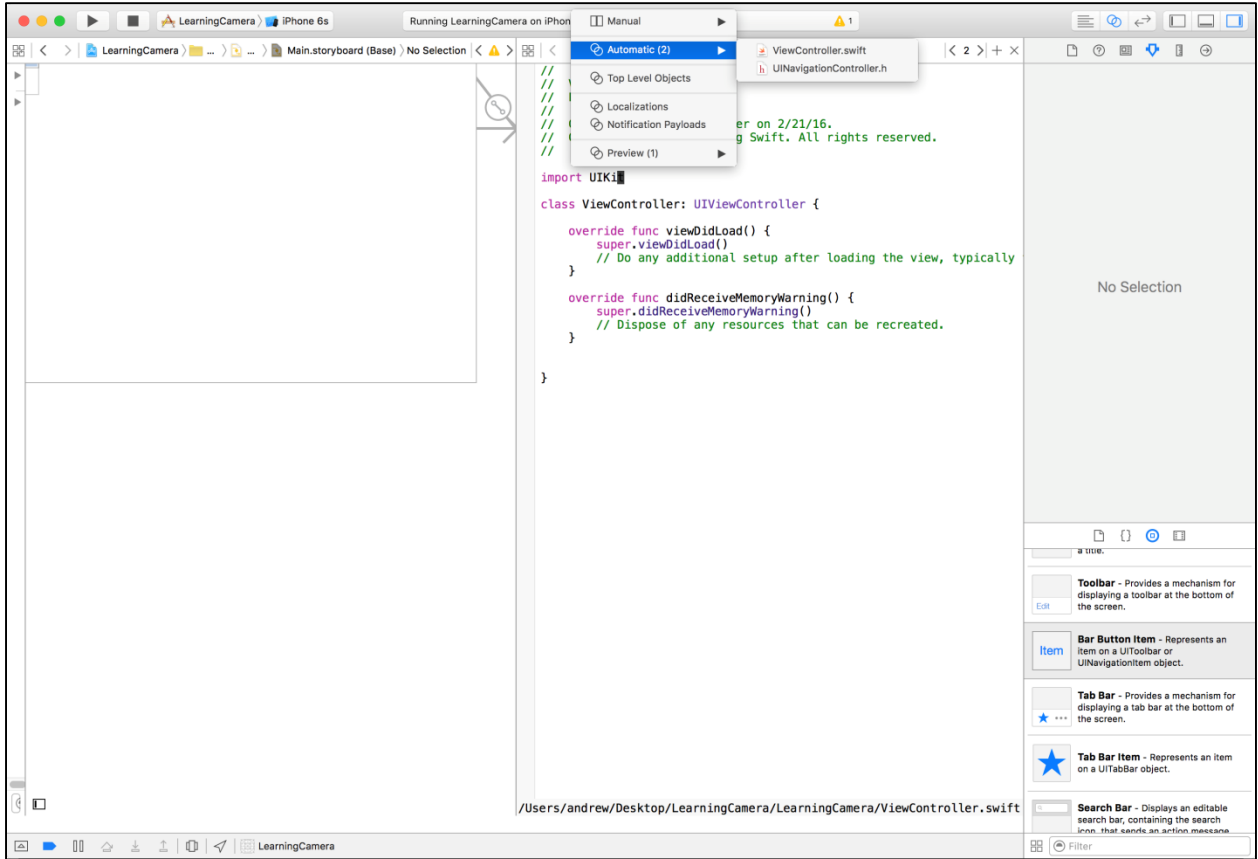 LearningCamera iPhone 6s
Running LearningCamera on iPhon
1
LearningCamera ... ... Main.storyboard (Base) No Selection
Manual
Automatic (2)
Top Level Objects
Localizations
Notification Payloads
Preview (1)
ViewController.swift
UINavigationController.h
2
//
//
//
//
// er on 2/21/16.
// g Swift. All rights reserved.
//
import UIKit
class ViewController: UIViewController {
override func viewDidLoad() {
super.viewDidLoad()
// Do any additional setup after loading the view, typically
}
override func didReceiveMemoryWarning() {
super.didReceiveMemoryWarning()
// Dispose of any resources that can be recreated.
}
}
/Users/andrew/Desktop/LearningCamera/LearningCamera/ViewController.swift
LearningCamera
No Selection
{}
a title.
Toolbar - Provides a mechanism for
displaying a toolbar at the bottom of
the screen.
Edit
Item
Bar Button Item - Represents an
item on a UIToolbar or
UINavigationItem object.
Tab Bar - Provides a mechanism for
displaying a tab bar at the bottom of
the screen.
Tab Bar Item - Represents an item
on a UITabBar object.
Search Bar - Displays an editable
search bar, containing the search
icon, that sends an action message
Filter